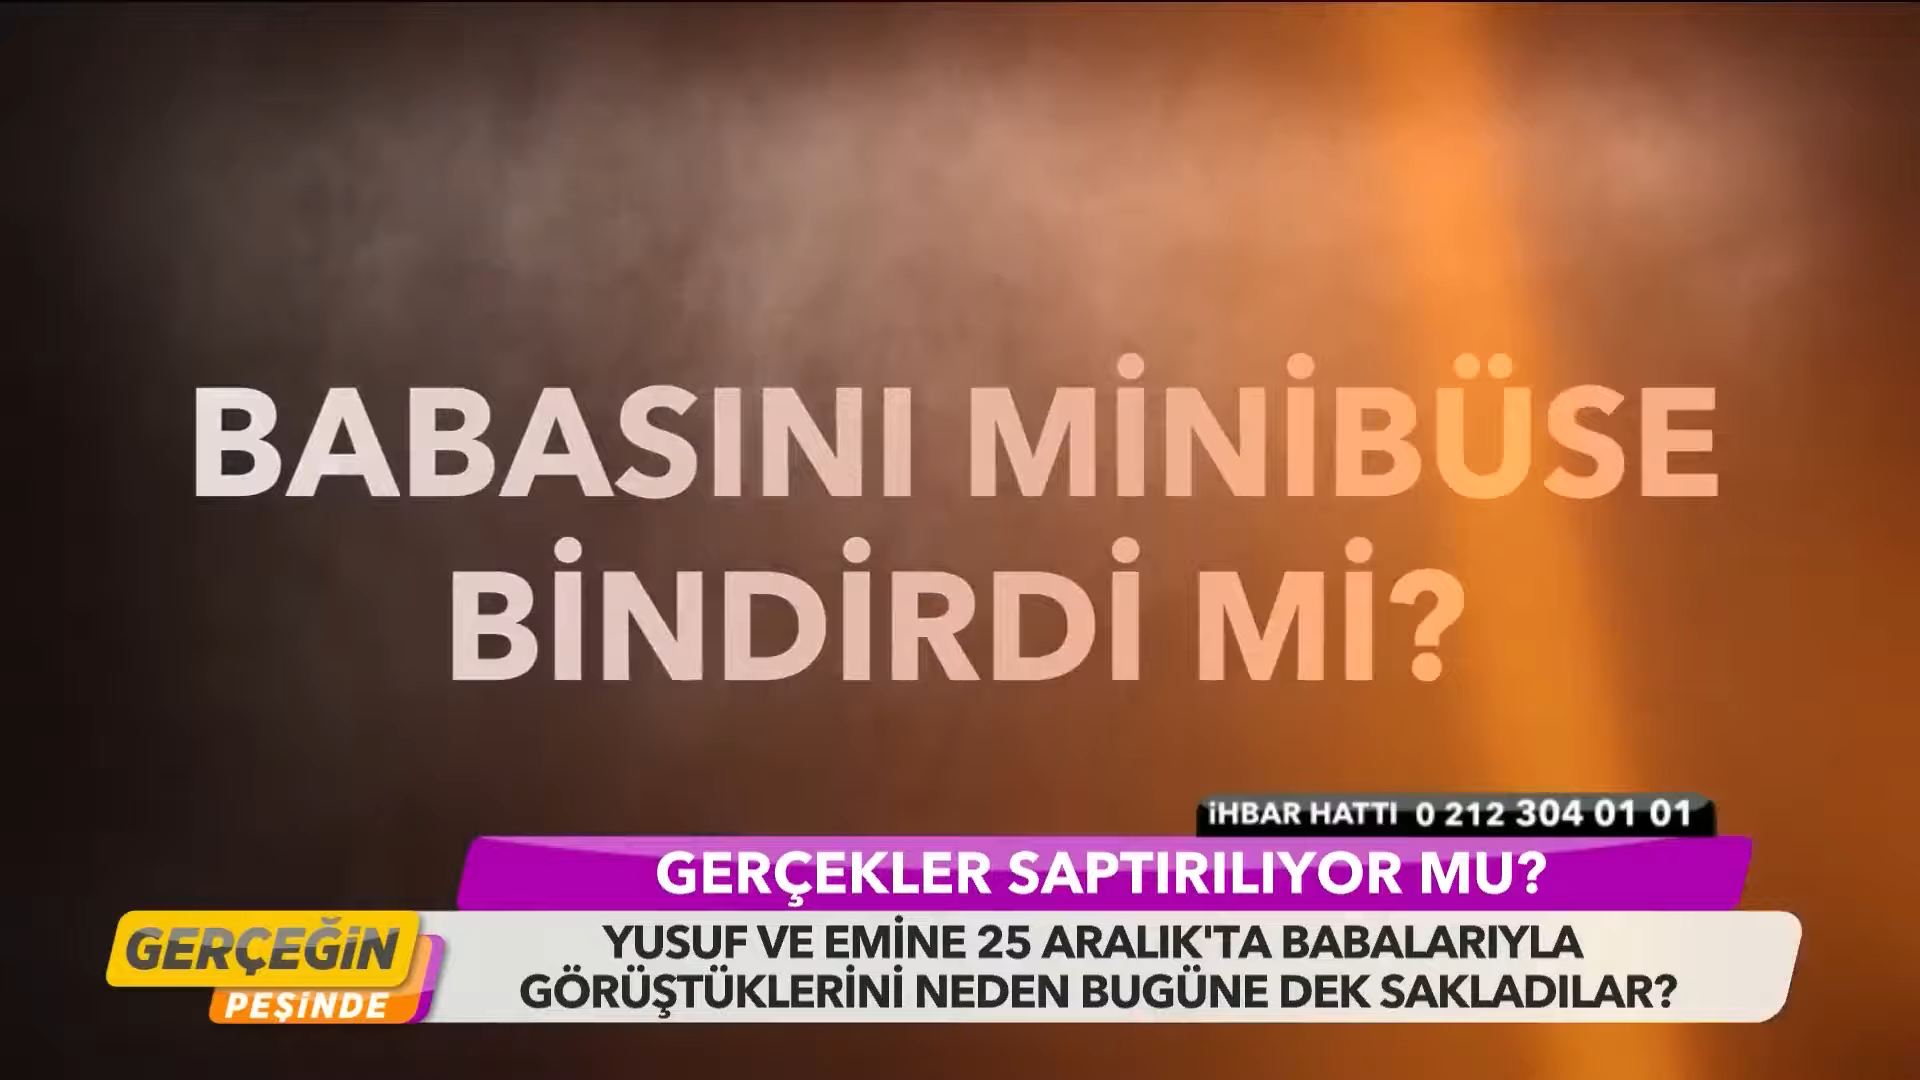 BABASINI MİNİBÜSE
BİNDİRDİ Mİ?
İHBAR HATTI 0 212 304 01 01
GERÇEKLER SAPTIRILIYOR MU?
GERÇEĞİN
PEŞİNDE
YUSUF VE EMİNE 25 ARALIK'TA BABALARIYLA
GÖRÜŞTÜKLERİNİ NEDEN BUGÜNE DEK SAKLADILAR?